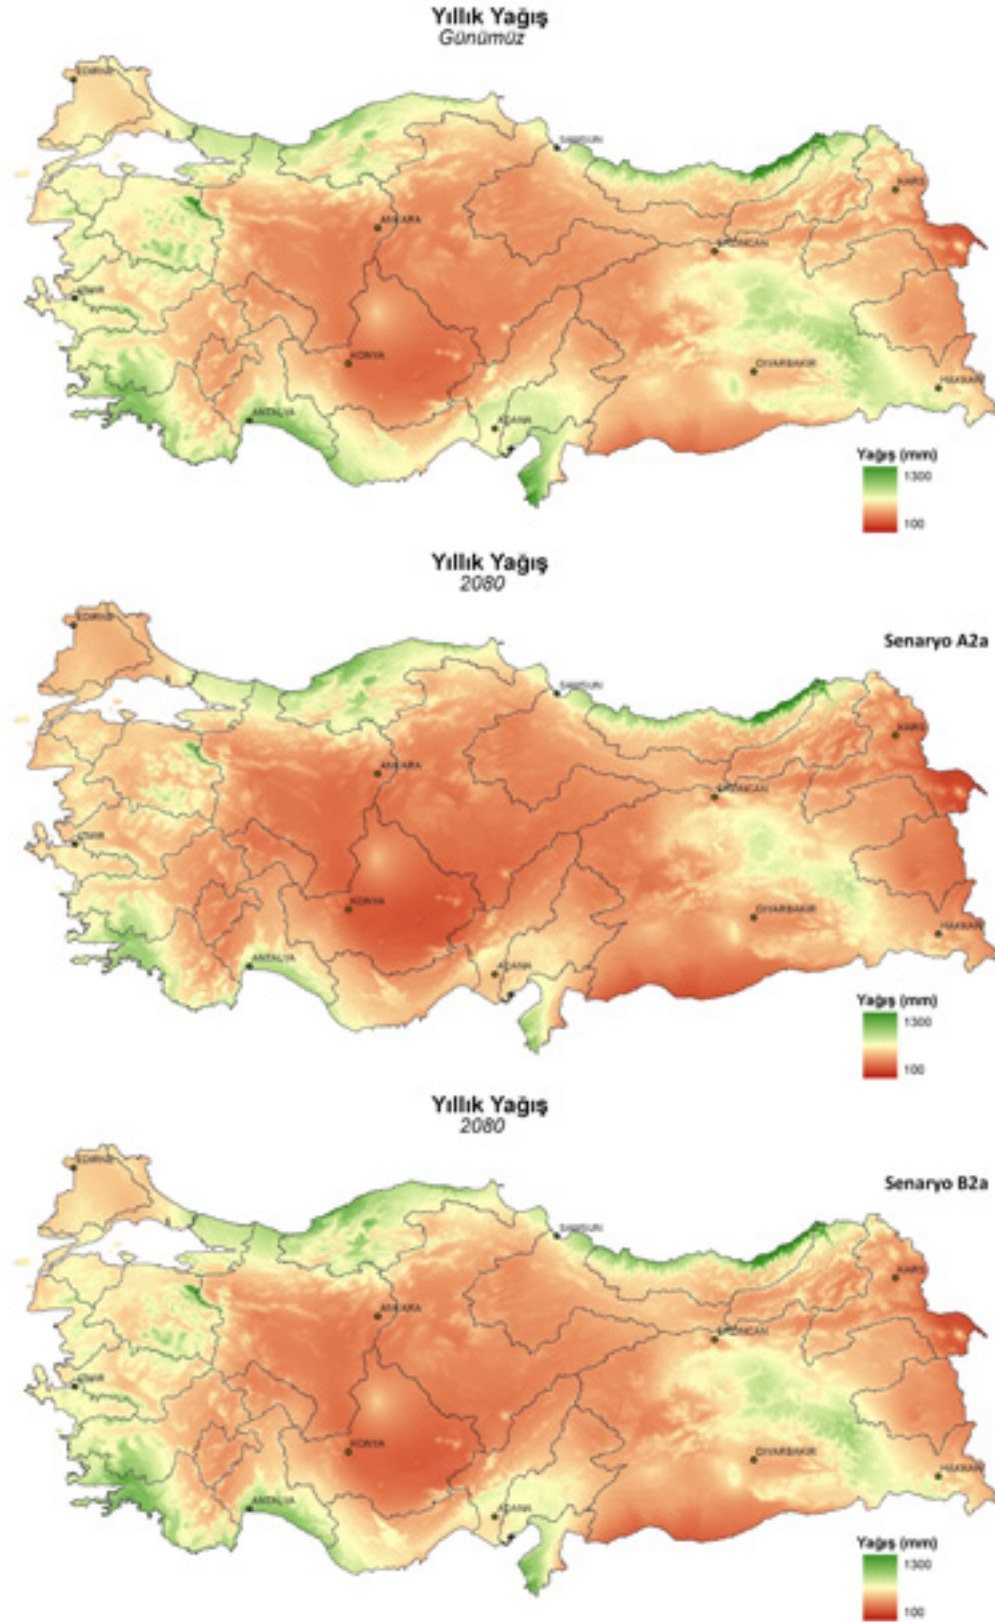 Yıllık Yağış
Günümüz
EDİRNE
SAMSUN
KARS
ANKARA
ERZİNCAN
İZMİR
KONYA
DİYARBAKIR
HAKKARİ
ANTALYA
ADANA
Yağış (mm)
1300
100
Yıllık Yağış
2080
EDİRNE
Senaryo A2a
SAMSUN
KARS
ANKARA
ERZİNCAN
İZMİR
KONYA
DİYARBAKIR
HAKKARİ
ANTALYA
ADANA
Yağış (mm)
1300
100
Yıllık Yağış
2080
EDİRNE
Senaryo B2a
SAMSUN
KARS
ANKARA
ERZİNCAN
İZMİR
KONYA
DİYARBAKIR
HAKKARİ
ANTALYA
ADANA
Yağış (mm)
1300
100